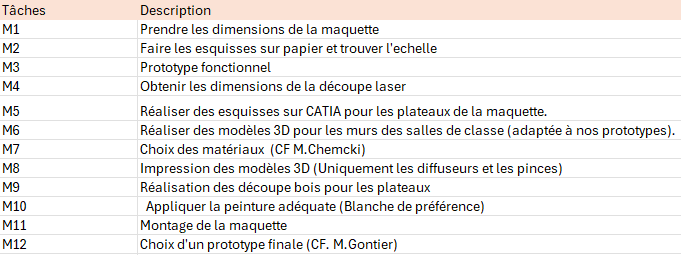 Tâches Description
M1 Prendre les dimensions de la maquette
M2 Faire les esquisses sur papier et trouver l'echelle
M3 Prototype fonctionnel
M4 Obtenir les dimensions de la découpe laser
M5 Réaliser des esquisses sur CATIA pour les plateaux de la maquette.
M6 Réaliser des modèles 3D pour les murs des salles de classe (adaptée à nos prototypes).
M7 Choix des matériaux (CF M.Chemcki)
M8 Impression des modèles 3D (Uniquement les diffuseurs et les pinces)
M9 Réalisation des découpe bois pour les plateaux
M10 Appliquer la peinture adéquate (Blanche de préférence)
M11 Montage de la maquette
M12 Choix d'un prototype finale (CF. M.Gontier)